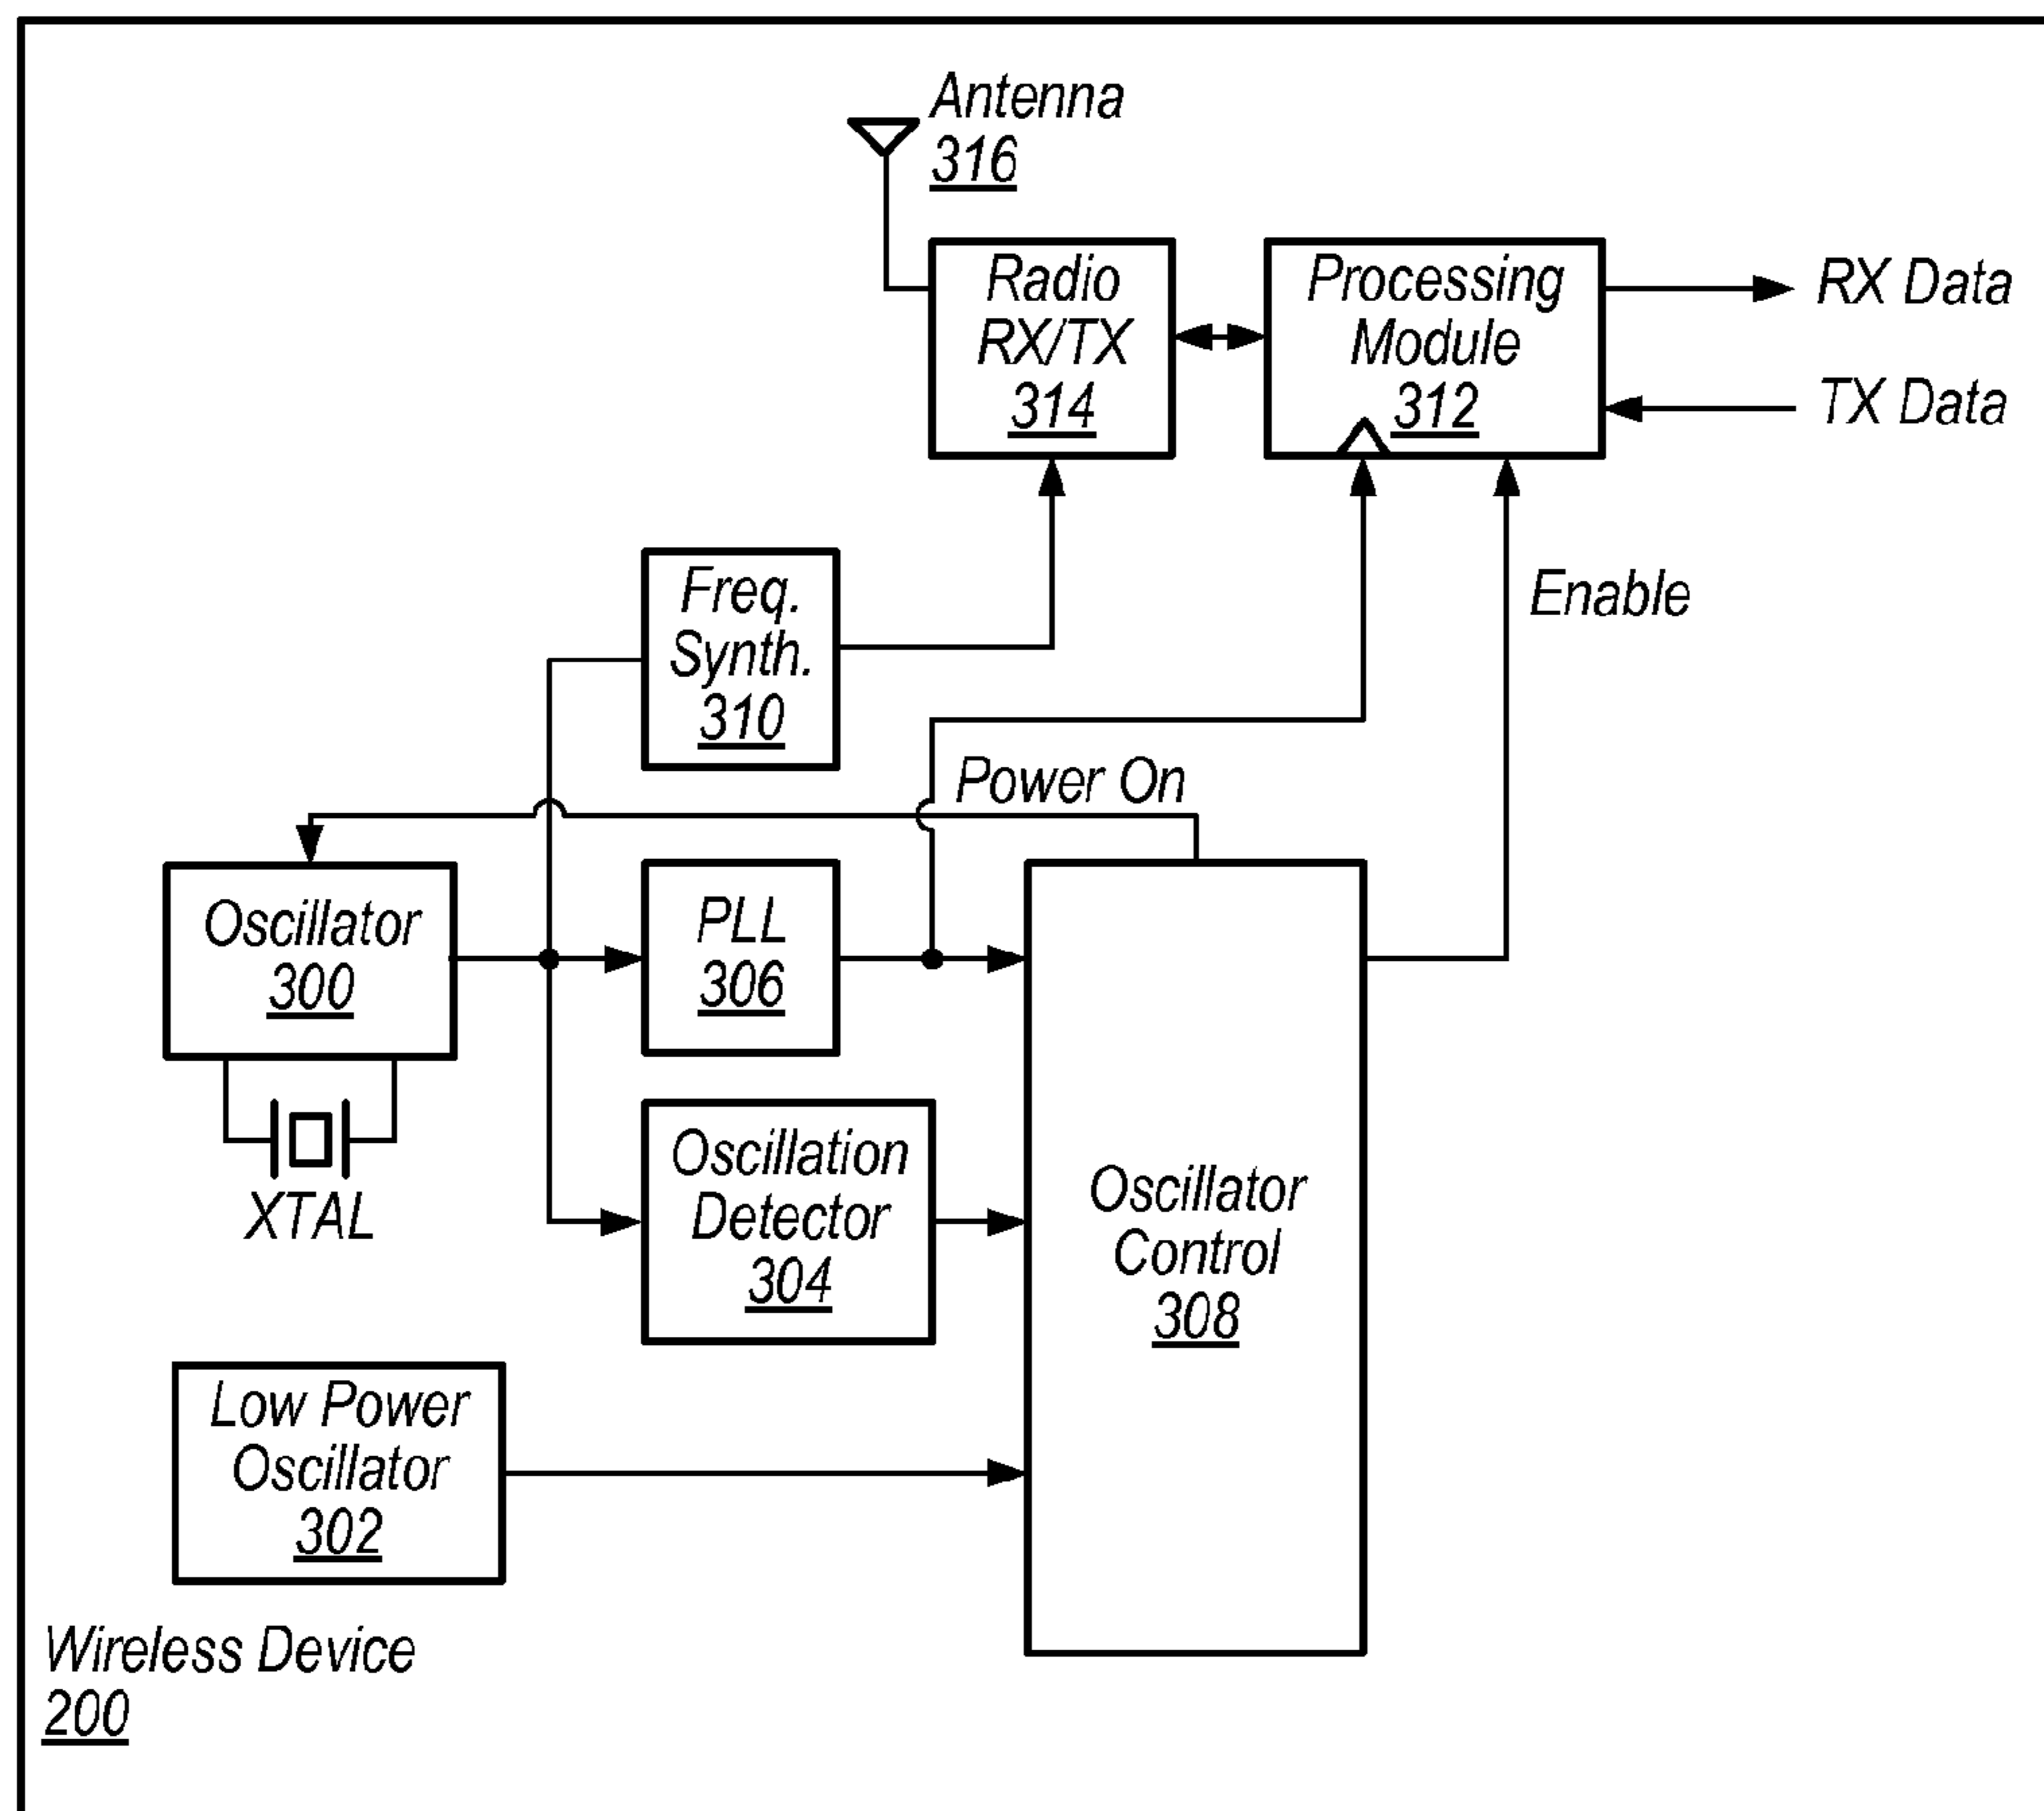 Antenna
316
Radio
RX/TX
314
Processing
Module
312
RX Data
TX Data
Freq.
Synth.
310
Enable
Power On
Oscillator
300
XTAL
PLL
306
Oscillation
Detector
304
Oscillator
Control
308
Low Power
Oscillator
302
Wireless Device
200